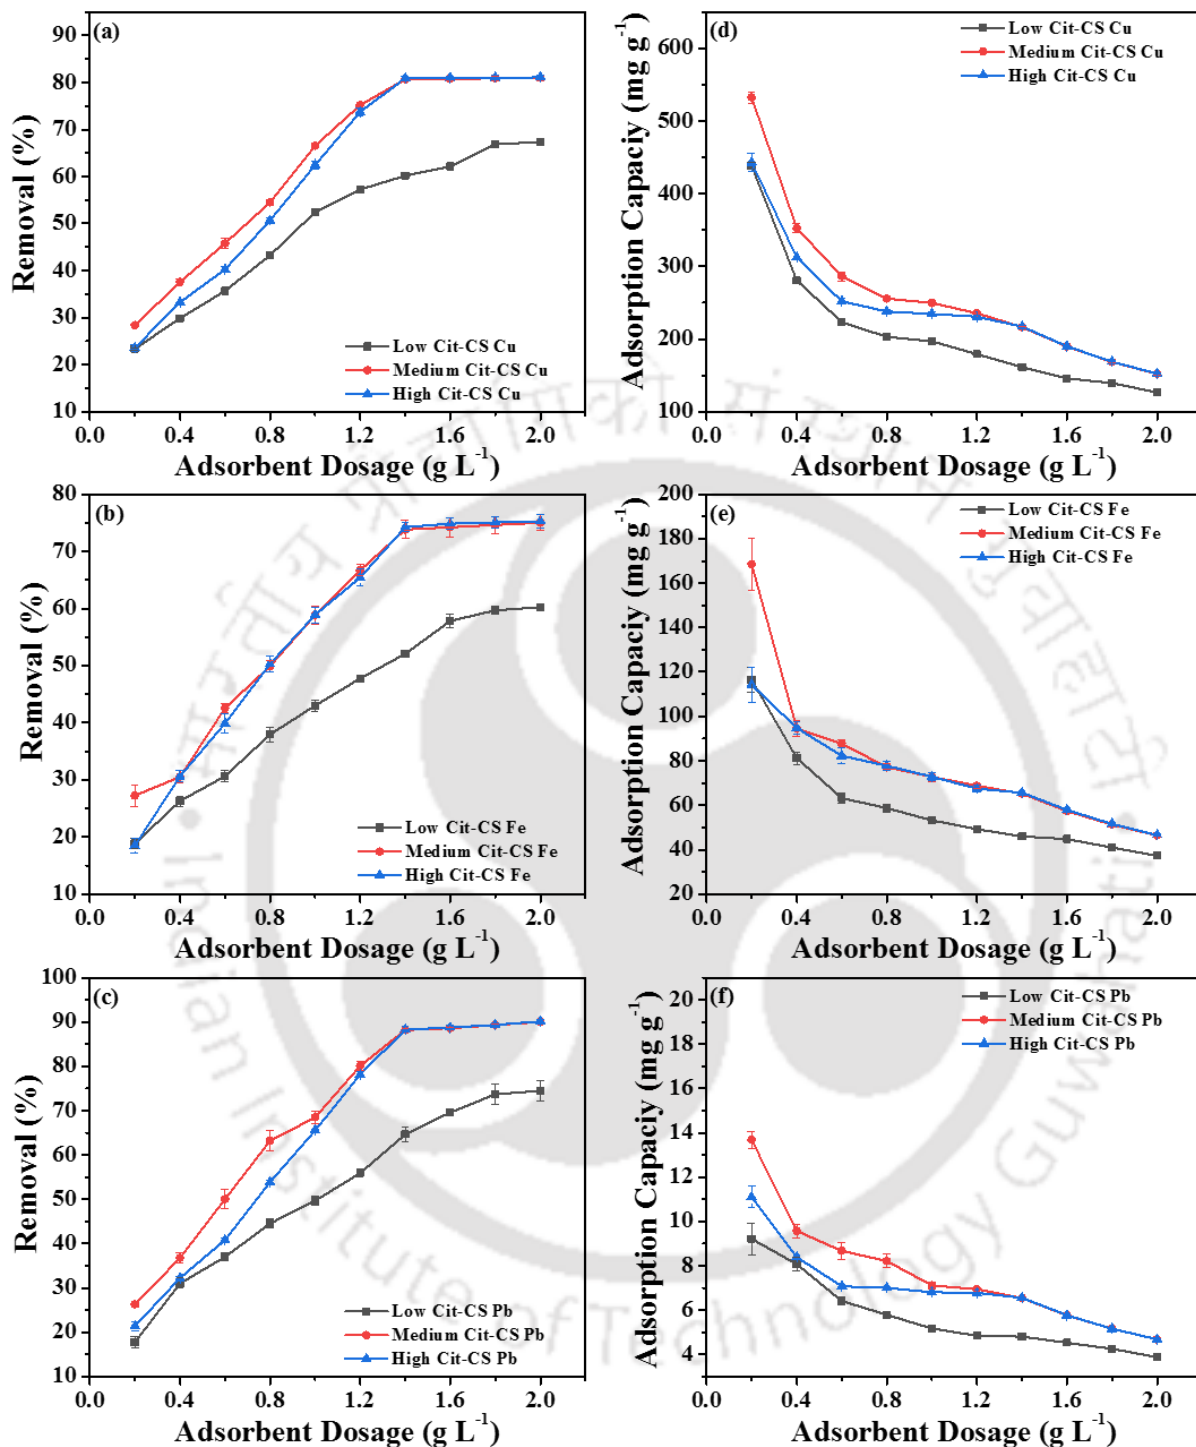 (a)
Removal (%)
95
90
80
70
60
50
40
30
20
10
0.0 0.4 0.8 1.2 1.6 2.0
Low Cit-CS Cu
Medium Cit-CS Cu
High Cit-CS Cu
Adsorbent Dosage (g L-1)
(d)
Adsorption Capaciy (mg g-1)
600
500
400
300
200
100
0.0 0.4 0.8 1.2 1.6 2.0
Low Cit-CS Cu
Medium Cit-CS Cu
High Cit-CS Cu
Adsorbent Dosage (g L-1)
(b)
Removal (%)
80
70
60
50
40
30
20
10
0.0 0.4 0.8 1.2 1.6 2.0
Low Cit-CS Fe
Medium Cit-CS Fe
High Cit-CS Fe
Adsorbent Dosage (g L-1)
(e)
Adsorption Capaciy (mg g-1)
200
180
160
140
120
100
80
60
40
20
0.0 0.4 0.8 1.2 1.6 2.0
Low Cit-CS Fe
Medium Cit-CS Fe
High Cit-CS Fe
Adsorbent Dosage (g L-1)
(c)
Removal (%)
100
90
80
70
60
50
40
30
20
10
0.0 0.4 0.8 1.2 1.6 2.0
Low Cit-CS Pb
Medium Cit-CS Pb
High Cit-CS Pb
Adsorbent Dosage (g L-1)
(f)
Adsorption Capaciy (mg g-1)
20
18
16
14
12
10
8
6
4
0.0 0.4 0.8 1.2 1.6 2.0
Low Cit-CS Pb
Medium Cit-CS Pb
High Cit-CS Pb
Adsorbent Dosage (g L-1)
Indian Institute of Technology Guwahati